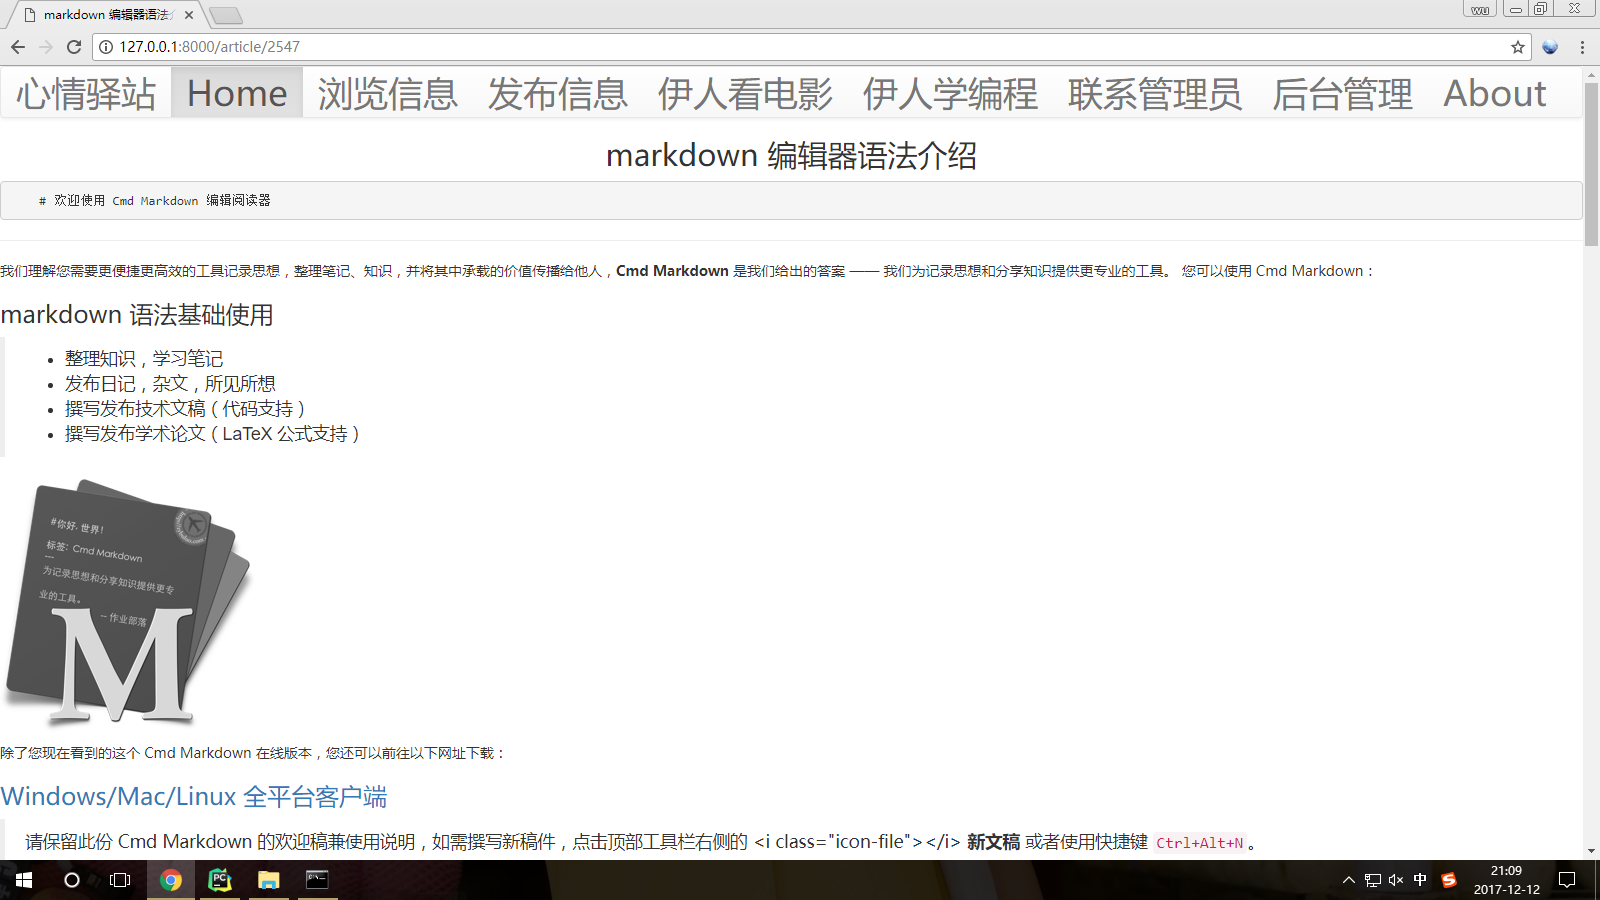 markdown 编辑器语法
wu
127.0.0.1:8000/article/2547
心情驿站 Home 浏览信息 发布信息 伊人看电影 伊人学编程 联系管理员 后台管理 About
markdown 编辑器语法介绍
# 欢迎使用 Cmd Markdown 编辑阅读器
我们理解您需要更便捷更高效的工具记录思想，整理笔记、知识，并将其中承载的价值传播给他人，Cmd Markdown 是我们给出的答案 —— 我们为记录思想和分享知识提供更专业的工具。 您可以使用 Cmd Markdown：
markdown 语法基础使用
整理知识，学习笔记
发布日记，杂文，所见所想
撰写发布技术文稿（代码支持）
撰写发布学术论文（LaTeX 公式支持）
#你好, 世界!
标签: Cmd Markdown
—
为记录思想和分享知识提供更专
业的工具。
-- 作业部落
M
除了您现在看到的这个 Cmd Markdown 在线版本，您还可以前往以下网址下载：
Windows/Mac/Linux 全平台客户端
请保留此份 Cmd Markdown 的欢迎稿兼使用说明，如需撰写新稿件，点击顶部工具栏右侧的 <i class="icon-file"></i> 新文稿 或者使用快捷键 Ctrl+Alt+N。
PC
中
S
21:09
2017-12-12